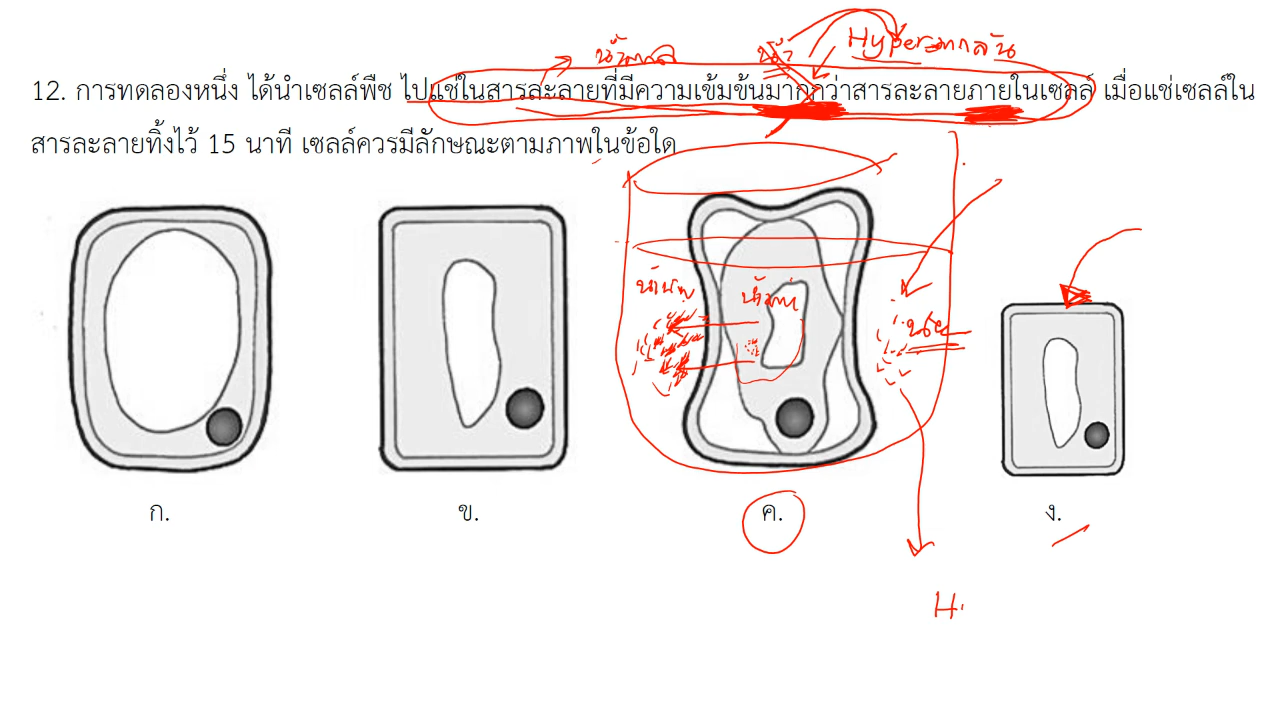 Hyper
12. การทดลองหนึ่ง ได้นำเซลล์พืช ไปแช่ในสารละลายที่มีความเข้มข้นมากกว่าสารละลายภายในเซลล์ เมื่อแช่เซลล์ใน
สารละลายทิ้งไว้ 15 นาที เซลล์ควรมีลักษณะตามภาพในข้อใด
ก. ข. ค. ง.
H